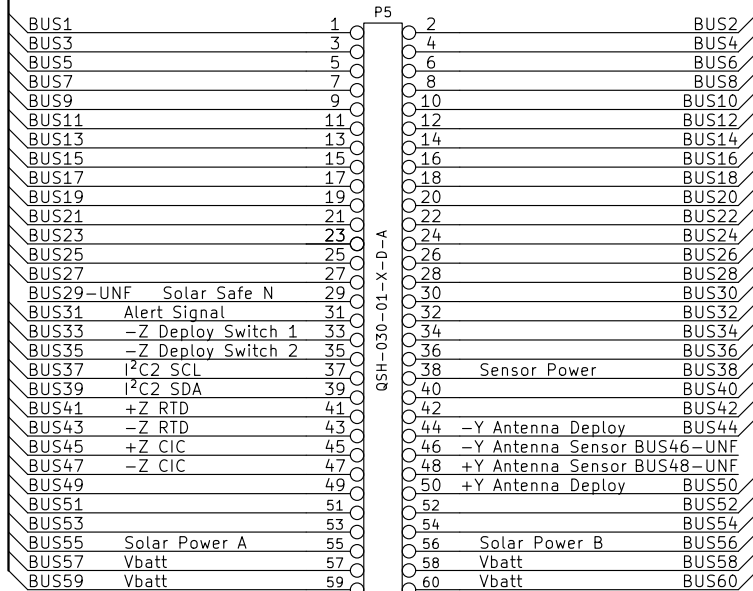 P5
BUS1 1 2 BUS2
BUS3 3 4 BUS4
BUS5 5 6 BUS6
BUS7 7 8 BUS8
BUS9 9 10 BUS10
BUS11 11 12 BUS12
BUS13 13 14 BUS14
BUS15 15 16 BUS16
BUS17 17 18 BUS18
BUS19 19 20 BUS20
BUS21 21 22 BUS22
BUS23 23 24 BUS24
BUS25 25 26 BUS26
BUS27 27 28 BUS28
BUS29-UNF Solar Safe N 29 30 BUS30
BUS31 Alert Signal 31 32 BUS32
BUS33 -Z Deploy Switch 1 33 34 BUS34
BUS35 -Z Deploy Switch 2 35 36 BUS36
BUS37 I²C2 SCL 37 38 Sensor Power BUS38
BUS39 I²C2 SDA 39 40 BUS40
BUS41 +Z RTD 41 42 BUS42
BUS43 -Z RTD 43 44 -Y Antenna Deploy BUS44
BUS45 +Z CIC 45 46 -Y Antenna Sensor BUS46-UNF
BUS47 -Z CIC 47 48 +Y Antenna Sensor BUS48-UNF
BUS49 49 50 +Y Antenna Deploy BUS50
BUS51 51 52 BUS52
BUS53 53 54 BUS54
BUS55 Solar Power A 55 56 Solar Power B BUS56
BUS57 Vbatt 57 58 Vbatt BUS58
BUS59 Vbatt 59 60 Vbatt BUS60
QSH-030-01-X-D-A